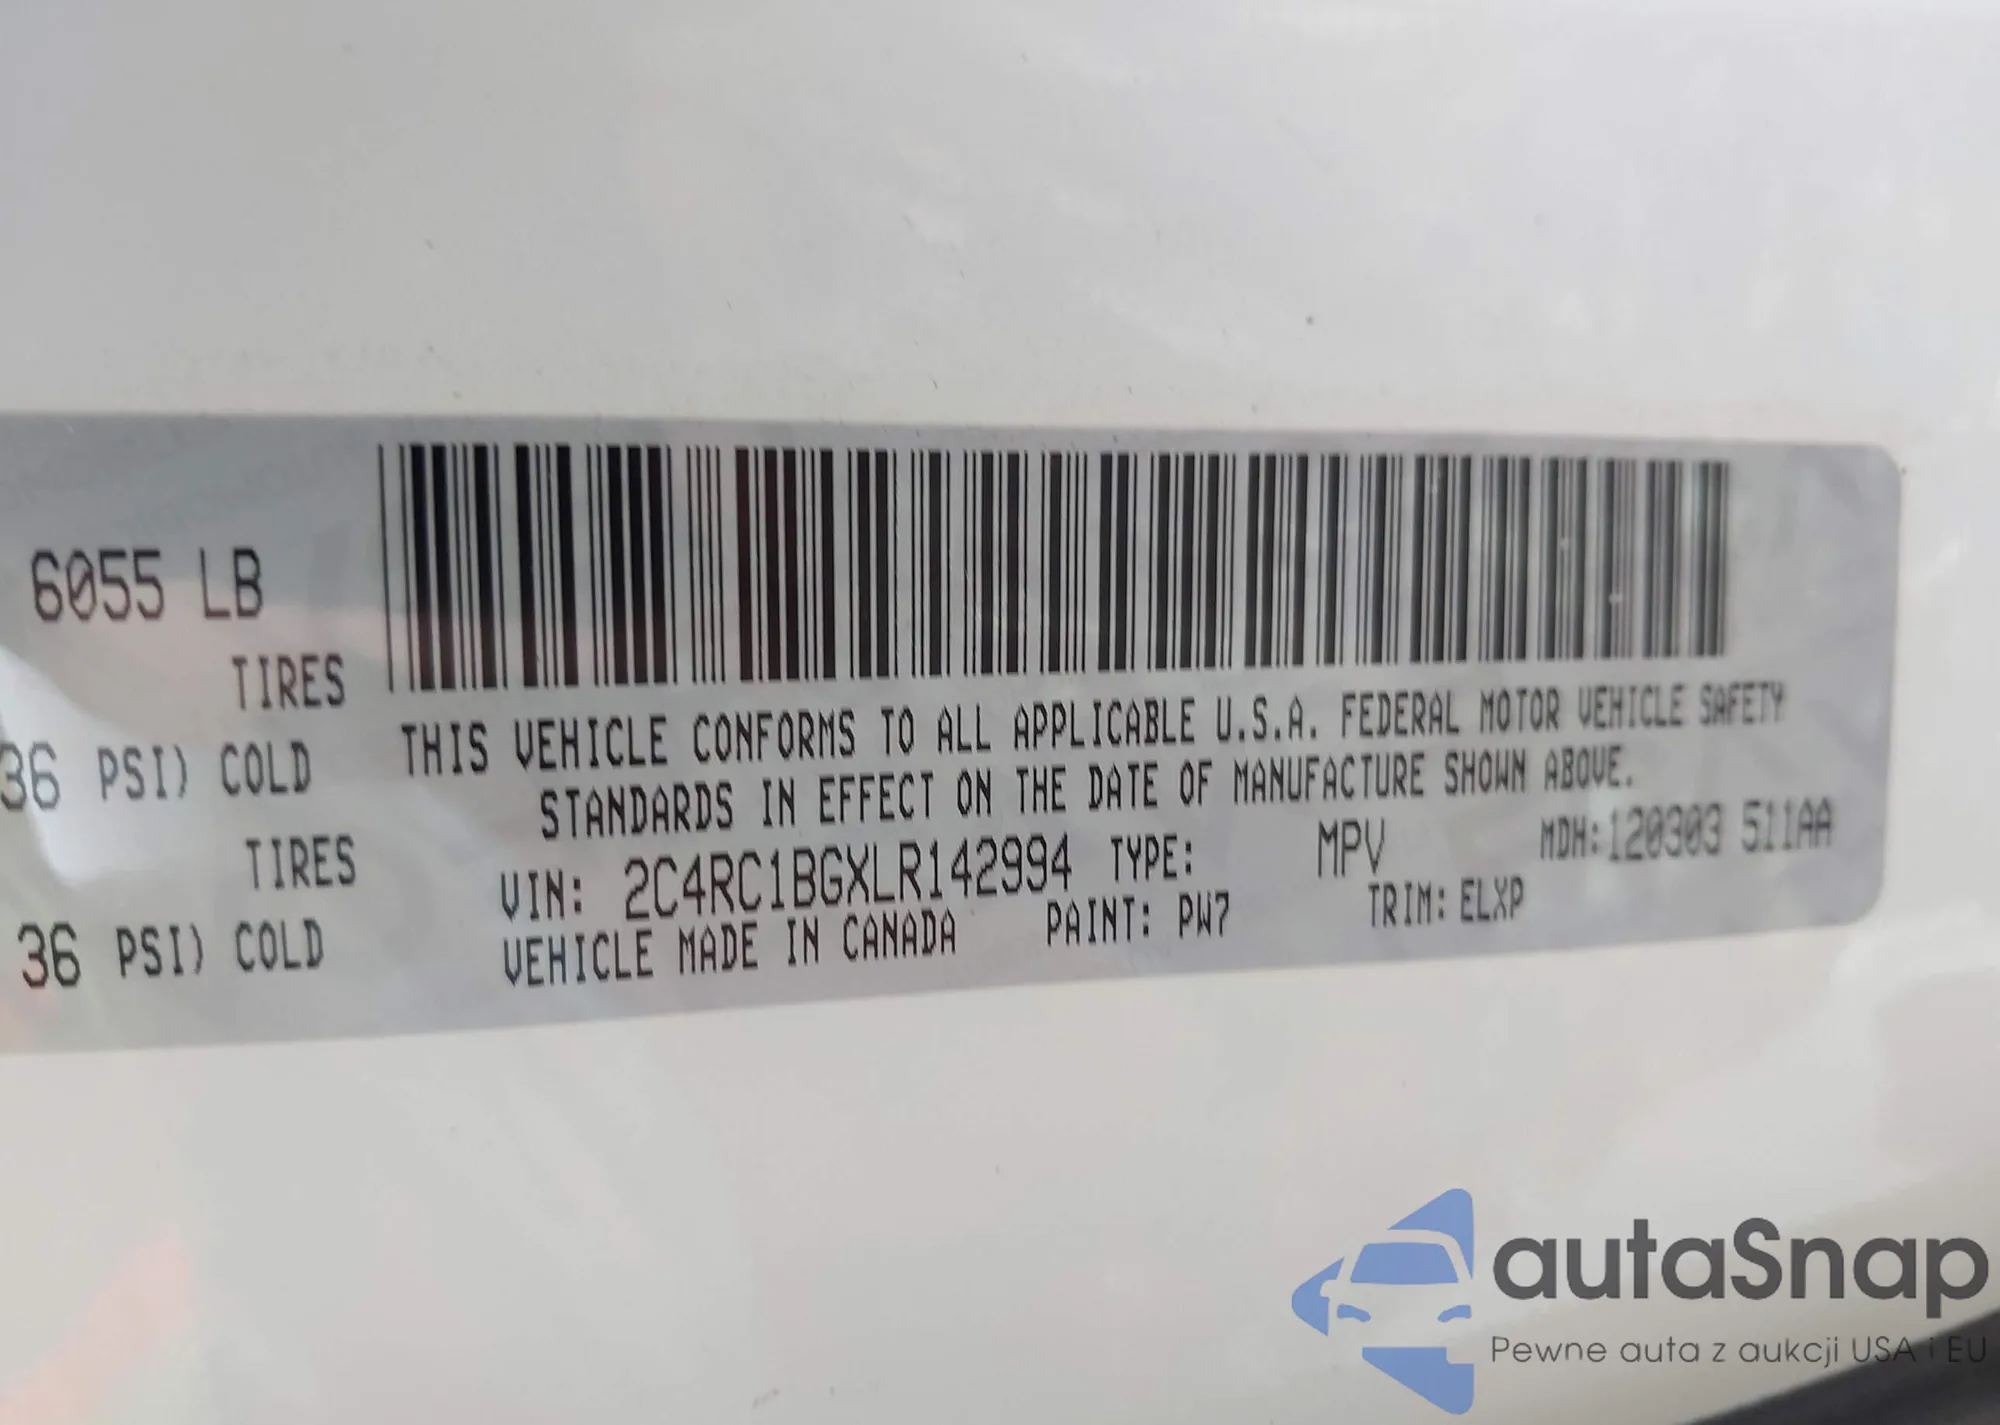 6055 LB
TIRES
36 PSI) COLD
TIRES
36 PSI) COLD
THIS VEHICLE CONFORMS TO ALL APPLICABLE U.S.A. FEDERAL MOTOR VEHICLE SAFETY
STANDARDS IN EFFECT ON THE DATE OF MANUFACTURE SHOWN ABOVE.
VIN: 2C4RC1BGXLR142994 TYPE: MPV MDH:120303 511AA
VEHICLE MADE IN CANADA PAINT: PW7 TRIM: ELXP
autaSnap
Pewne auta z aukcji USA i EU